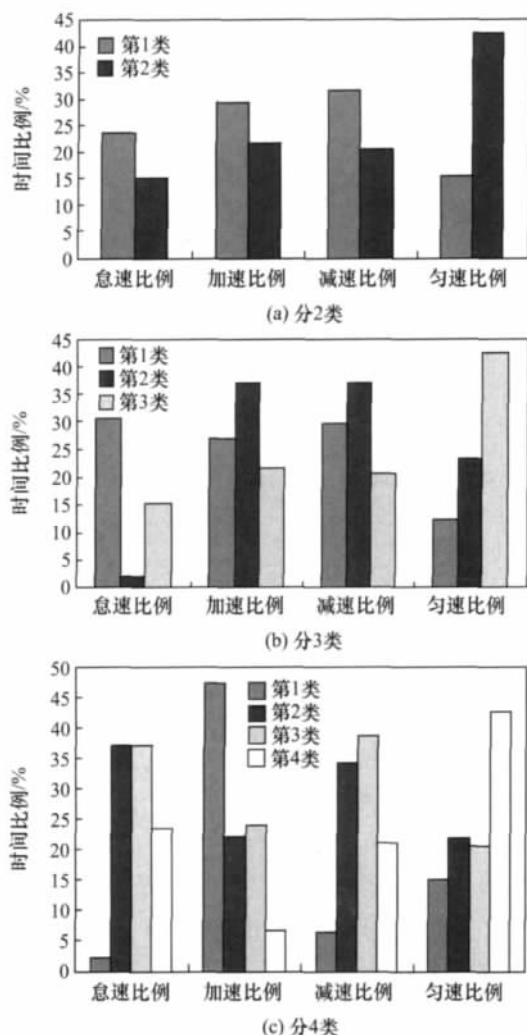 45
40
35
30
25
20
15
10
5
0
时间比例/%
第1类
第2类
怠速比例 加速比例 减速比例 匀速比例
(a) 分2类
45
40
35
30
25
20
15
10
5
0
时间比例/%
第1类
第2类
第3类
怠速比例 加速比例 减速比例 匀速比例
(b) 分3类
50
45
40
35
30
25
20
15
10
5
0
时间比例/%
第1类
第2类
第3类
第4类
怠速比例 加速比例 减速比例 匀速比例
(c) 分4类